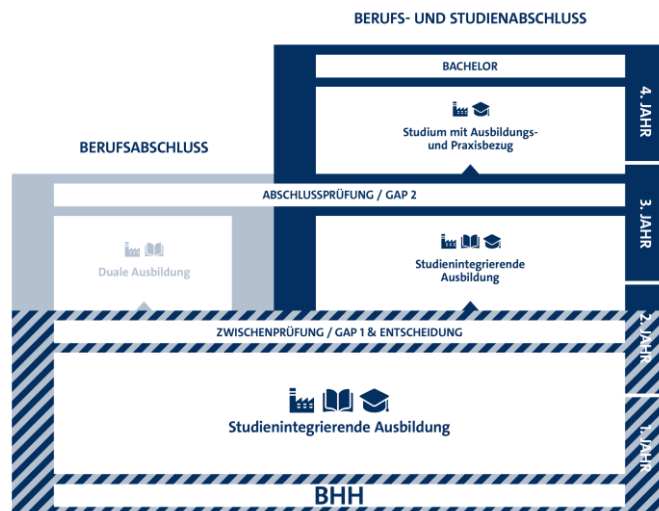 BERUFS- UND STUDIENABSCHLUSS
BACHELOR
4. JAHR
Studium mit Ausbildungs-
und Praxisbezug
BERUFSABSCHLUSS
ABSCHLUSSPRÜFUNG / GAP 2
3. JAHR
Duale Ausbildung
Studienintegrierende
Ausbildung
ZWISCHENPRÜFUNG / GAP 1 & ENTSCHEIDUNG
2. JAHR
Studienintegrierende Ausbildung
1. JAHR
BHH